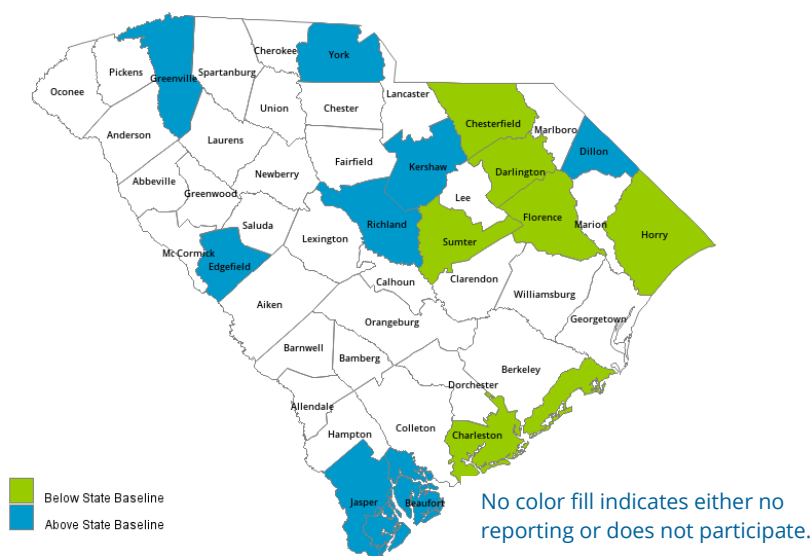 Cherokee
York
Pickens
Greenville
Spartanburg
Oconee
Lancaster
Union
Chester
Chesterfield
Marlboro
Anderson
Laurens
Dillon
Fairfield
Kershaw
Darlington
Newberry
Abbeville
Greenwood
Lee
Florence
Saluda
Richland
Marion
Horry
Lexington
Sumter
McCormick
Edgefield
Calhoun
Clarendon
Williamsburg
Aiken
Orangeburg
Georgetown
Barnwell
Bamberg
Berkeley
Dorchester
Allendale
Colleton
Hampton
Charleston
Jasper
Beaufort
Below State Baseline
Above State Baseline
No color fill indicates either no
reporting or does not participate.